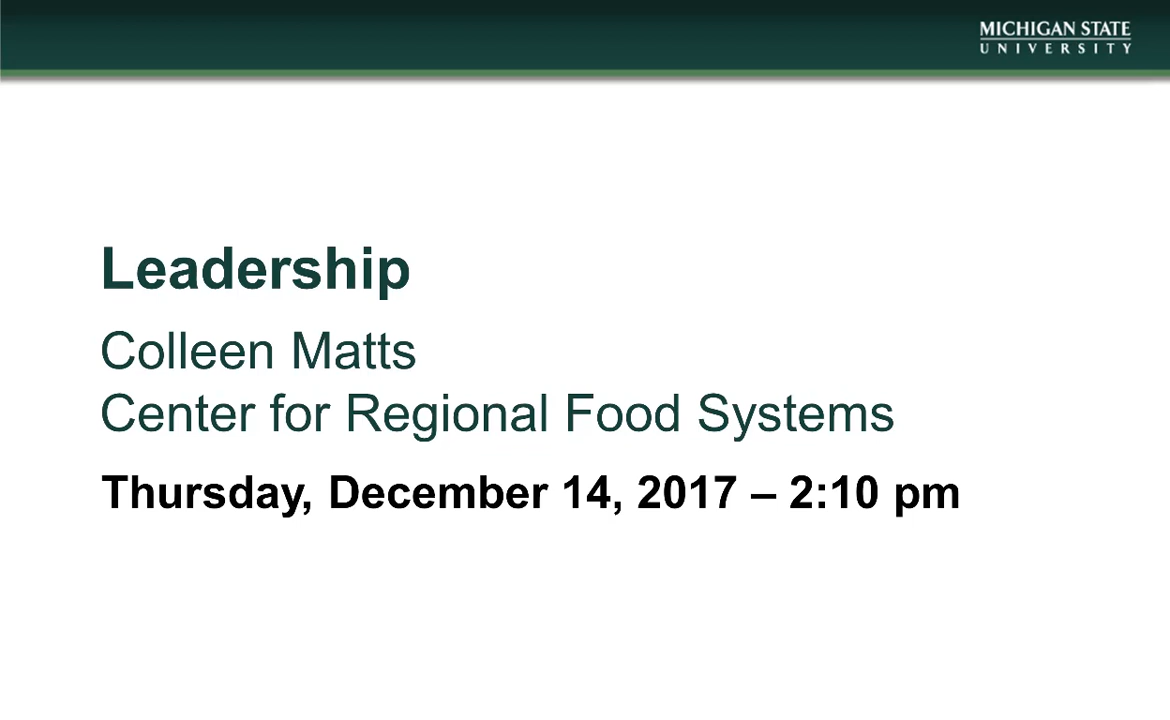 MICHIGAN STATE
UNIVERSITY
Leadership
Colleen Matts
Center for Regional Food Systems
Thursday, December 14, 2017 – 2:10 pm